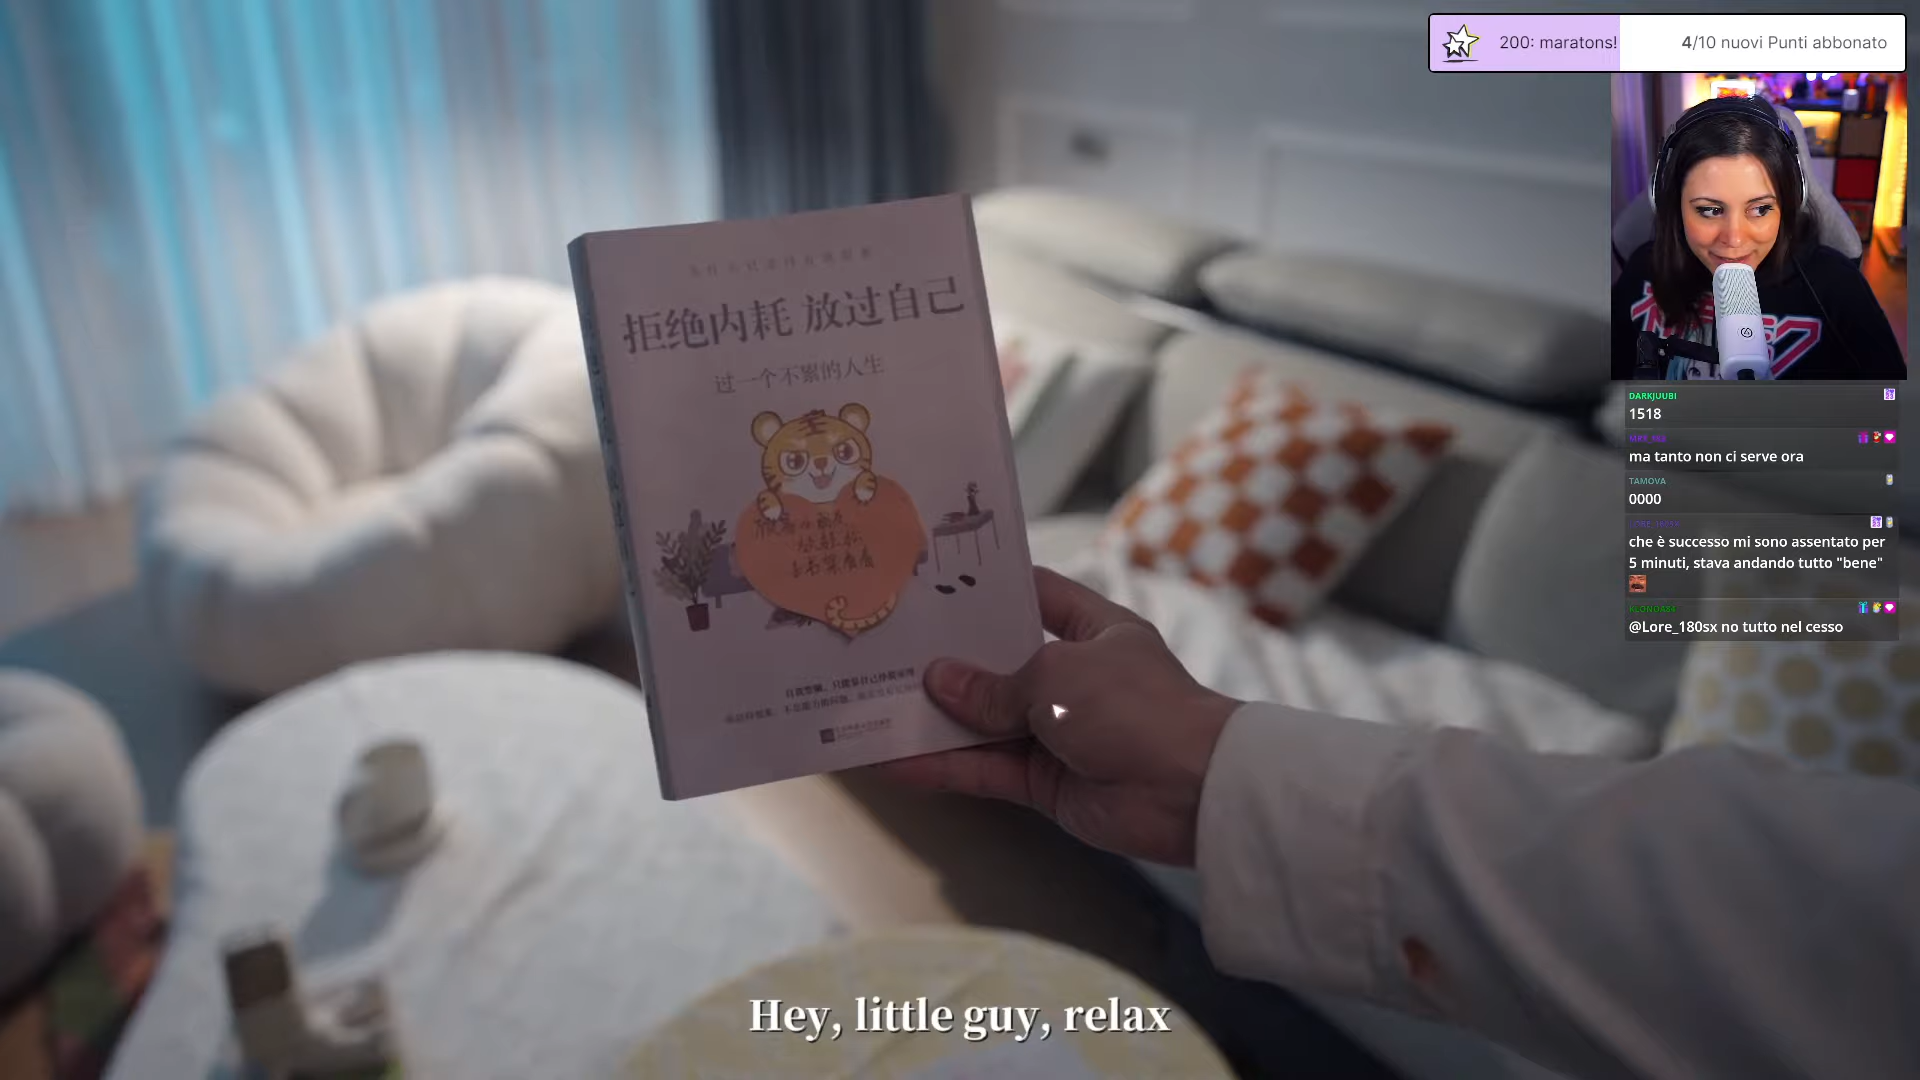 200: maratons!
4/10 nuovi Punti abbonato
拒绝内耗 放过自己
过一个不累的人生
DARKJUUBI
1518
ma tanto non ci serve ora
TAMOVA
0000
che è successo mi sono assentato per
5 minuti, stava andando tutto "bene"
KLONOA84
@Lore_180sx no tutto nel cesso
Hey, little guy, relax